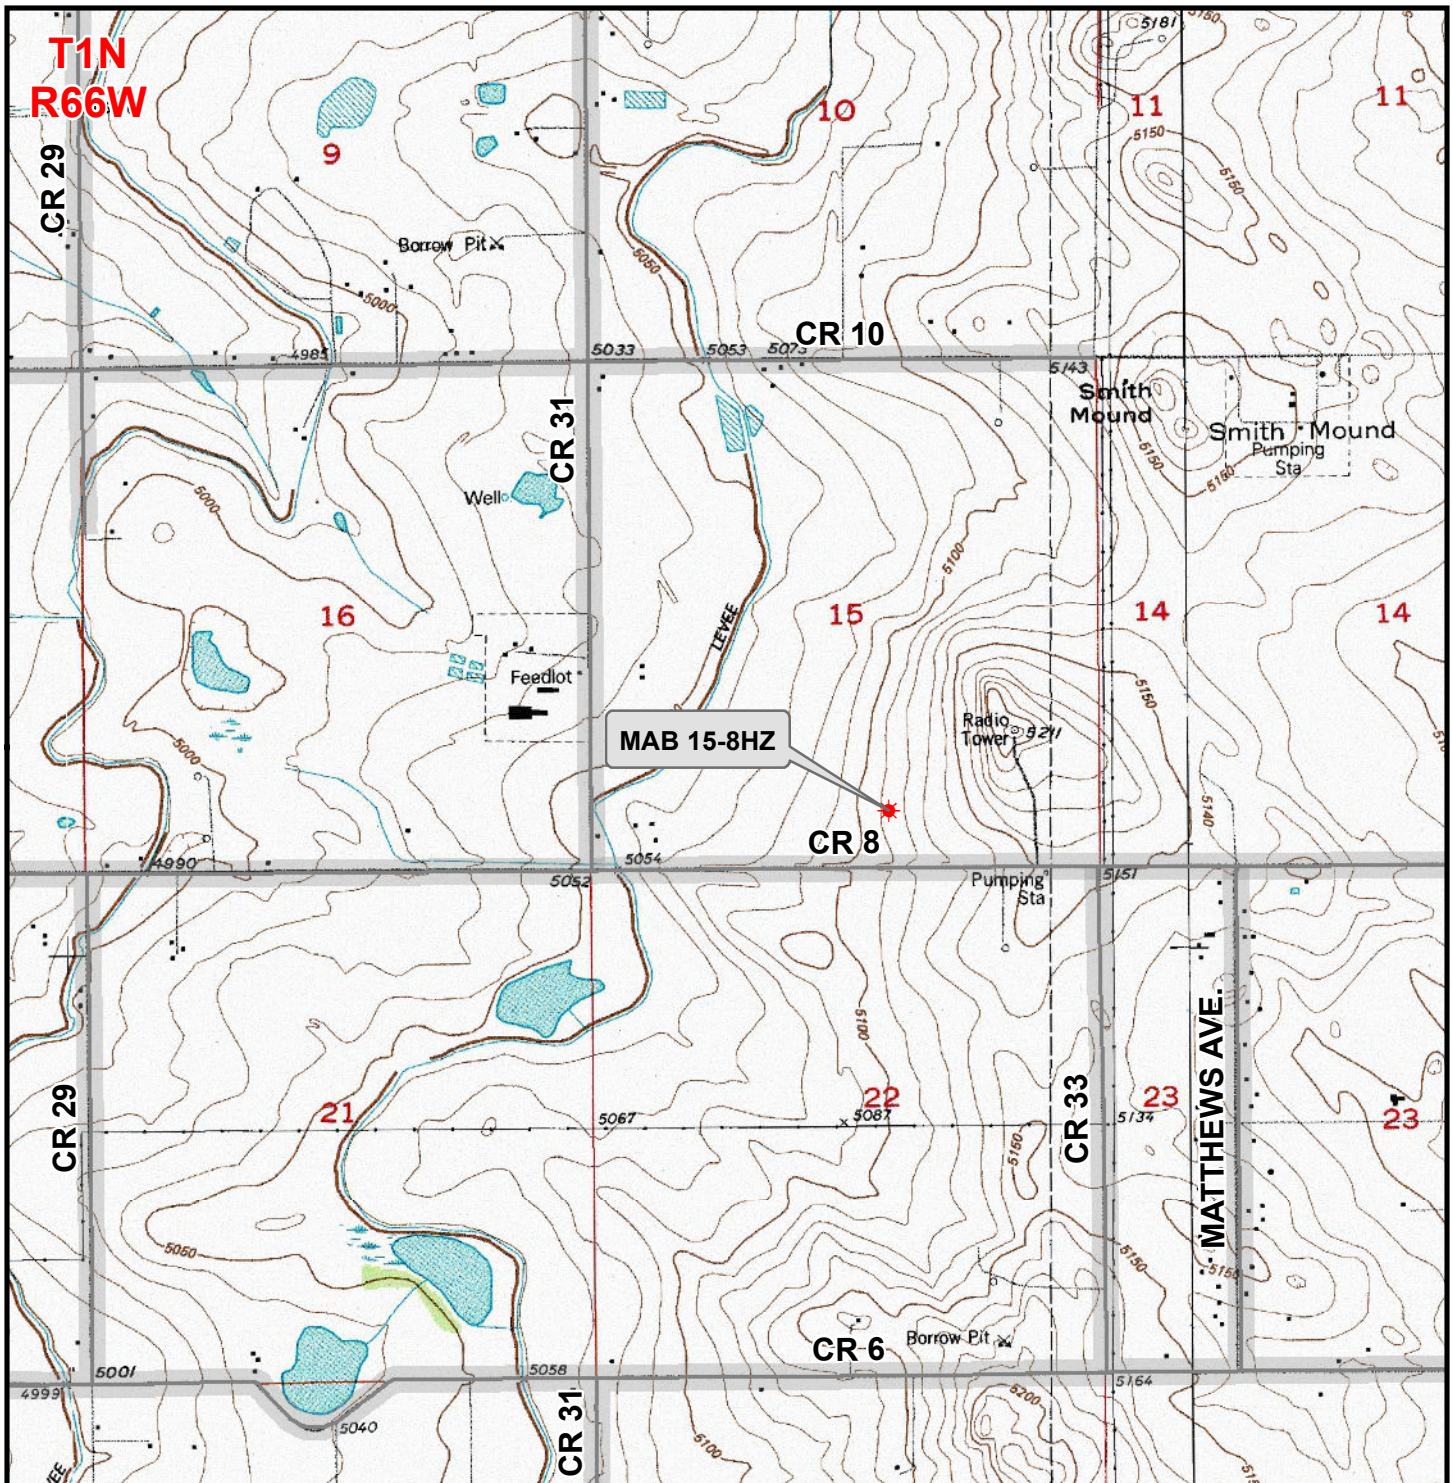 T1N
R66W
5181
5150
10
11
11
9
5150
CR 29
5150
Borrow Pit
5050
5000
CR 10
4985
5033
5053
5073
5143
Smith
Mound
CR 31
Smith Mound
Pumping
Sta
5150
5150
Well
5000
5100
16
LEVEE
15
14
14
Feedlot
5150
MAB 15-8HZ
Radio
Tower
5211
5000
5140
CR 8
4990
5054
5052
5151
Pumping
Sta
5100
MATTHEWS AVE.
CR 29
CR 33
21
22
23
23
5067
5087
5134
5150
5050
5150
5150
CR 6
Borrow Pit
5001
5058
4999
5164
5200
5040
CR 31
5100